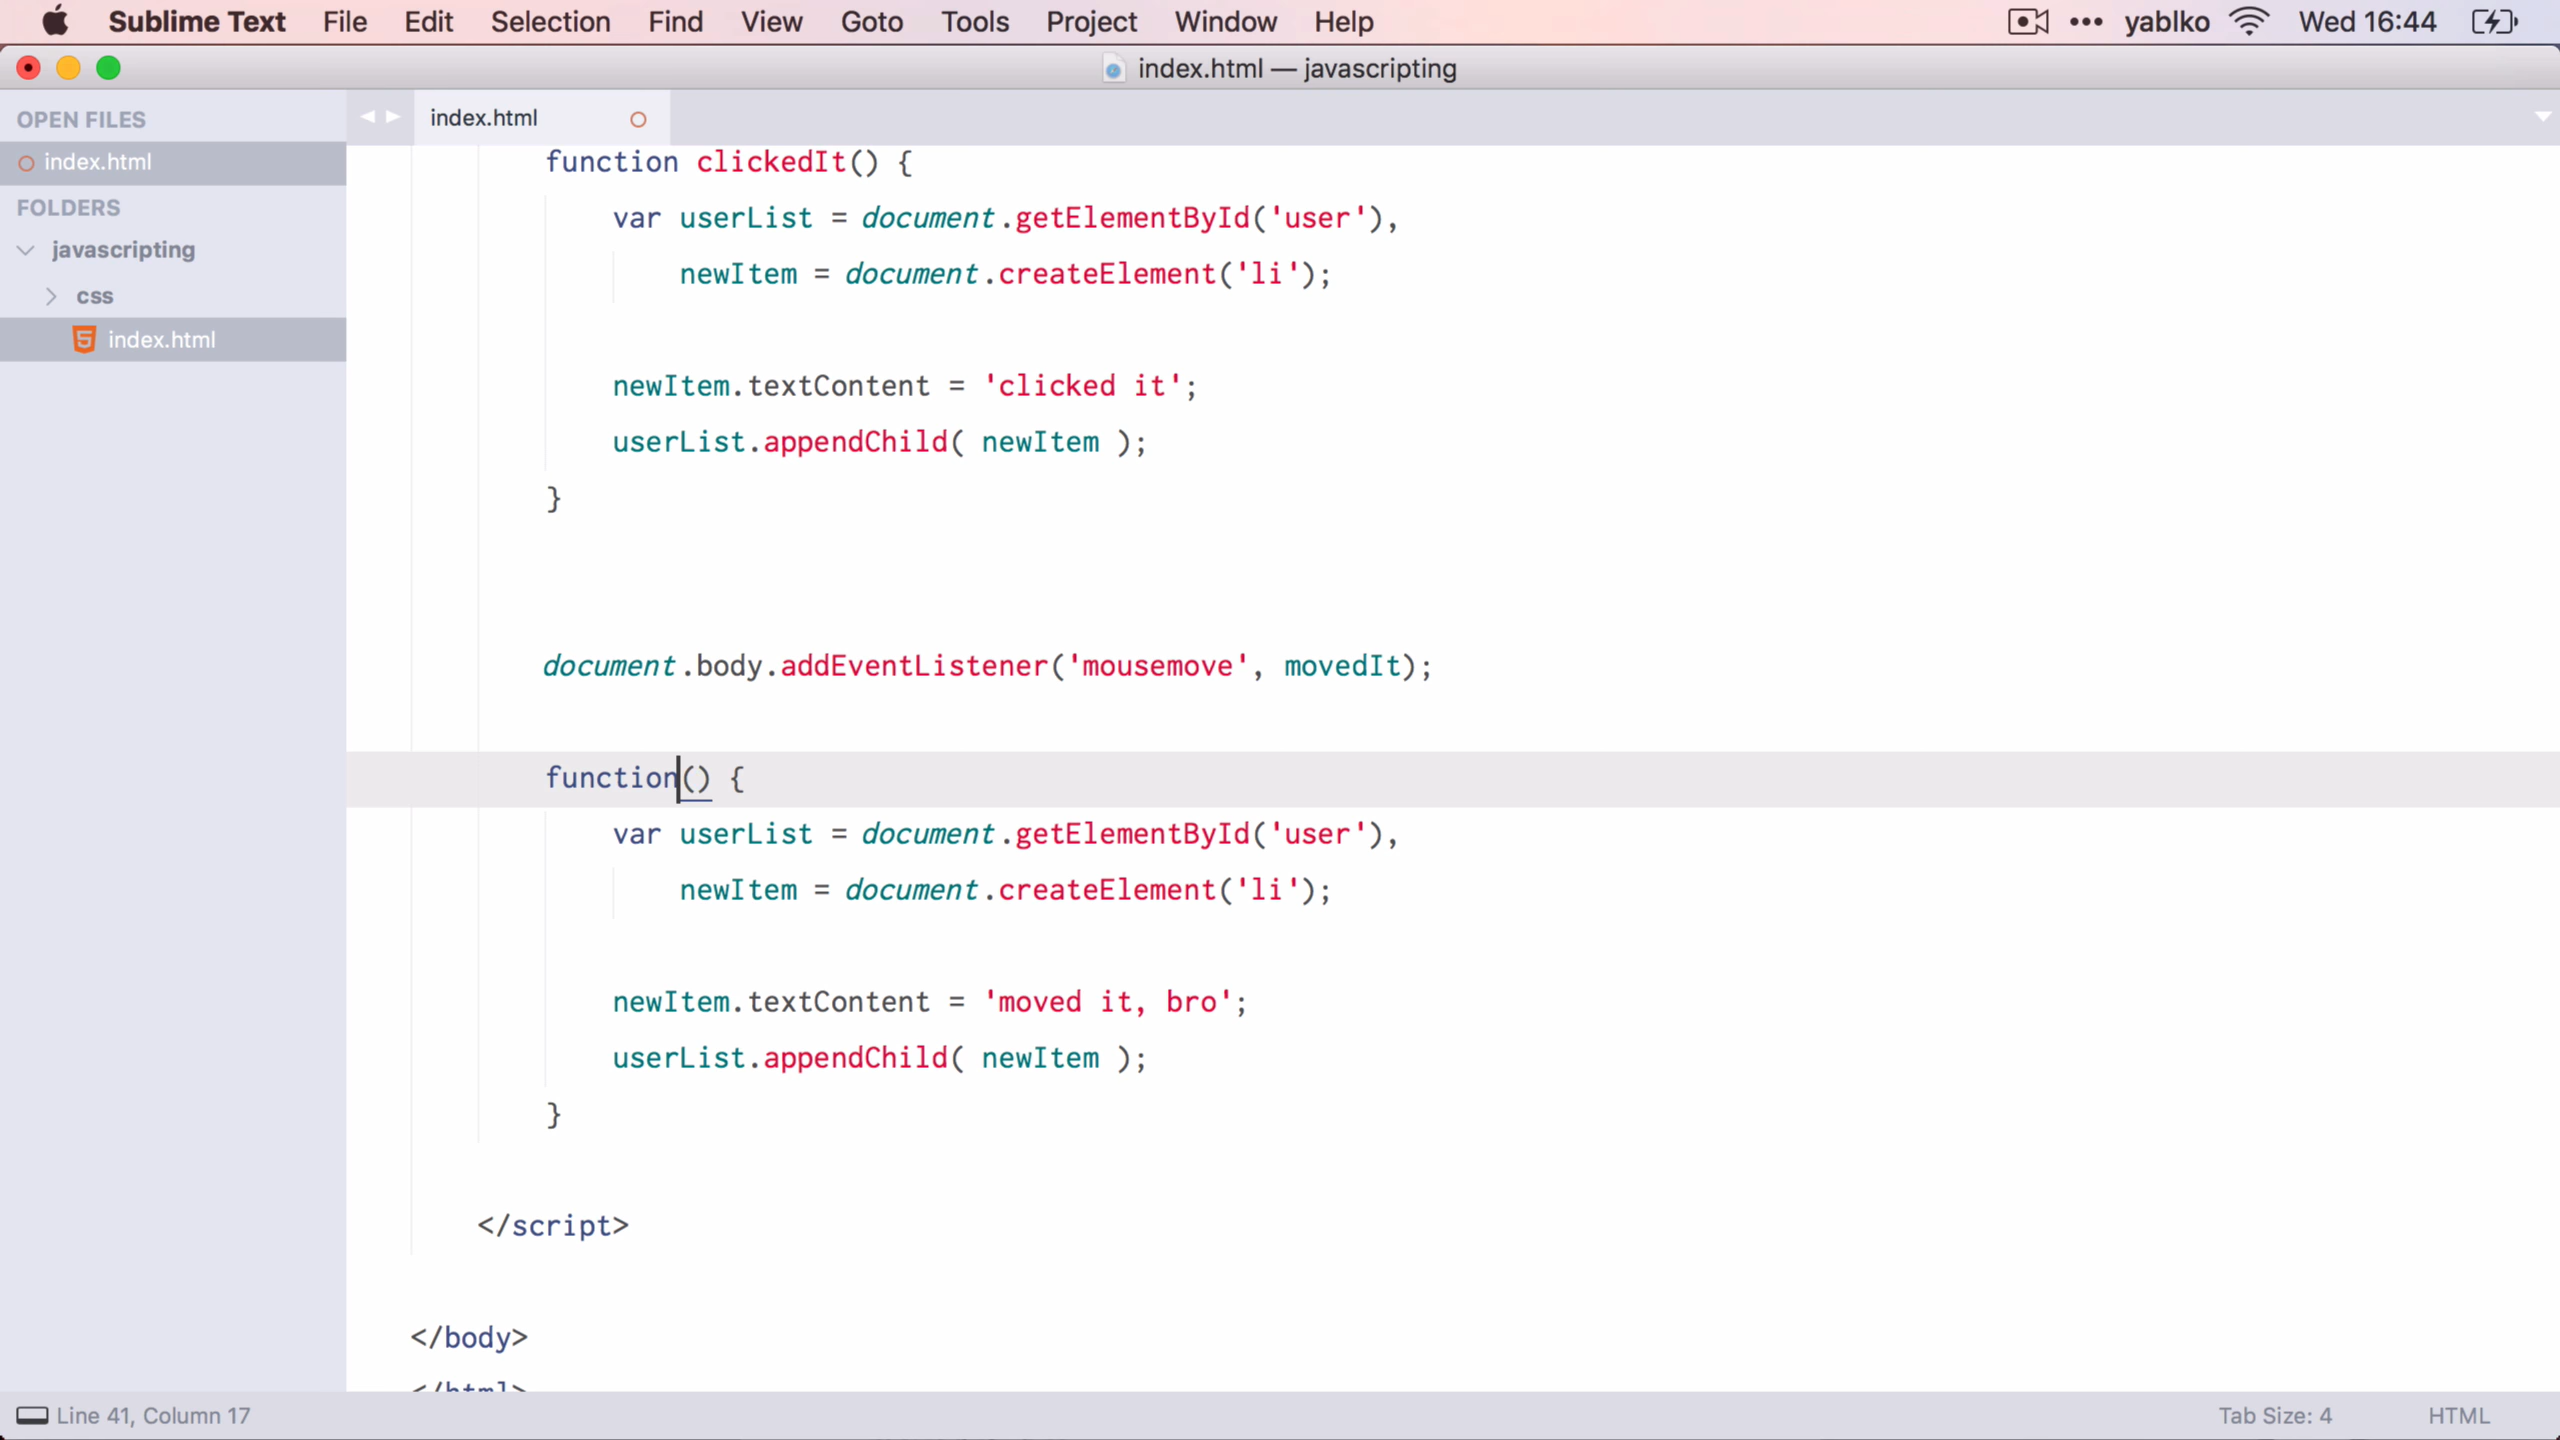 Sublime Text File Edit Selection Find View Goto Tools Project Window Help yablko Wed 16:44
index.html — javascripting
OPEN FILES
index.html
FOLDERS
javascripting
css
index.html
index.html
function clickedIt() {
var userList = document.getElementById('user'),
newItem = document.createElement('li');
newItem.textContent = 'clicked it';
userList.appendChild( newItem );
}
document.body.addEventListener('mousemove', movedIt);
function() {
var userList = document.getElementById('user'),
newItem = document.createElement('li');
newItem.textContent = 'moved it, bro';
userList.appendChild( newItem );
}
</script>
</body>
</html>
Line 41, Column 17 Tab Size: 4 HTML